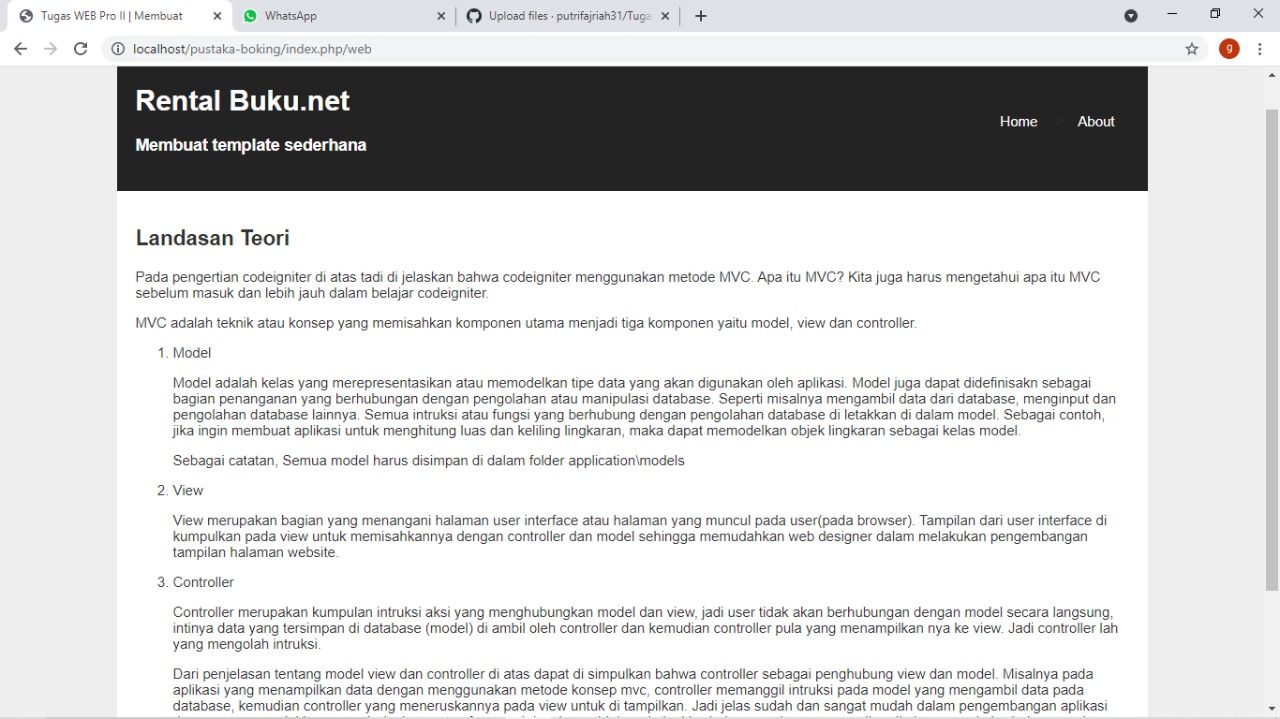 Tugas WEB Pro II | Membuat
WhatsApp
Upload files · putrifajriah31/Tuga
localhost/pustaka-boking/index.php/web
g
Rental Buku.net
Home > About
Membuat template sederhana
Landasan Teori
Pada pengertian codeigniter di atas tadi di jelaskan bahwa codeigniter menggunakan metode MVC. Apa itu MVC? Kita juga harus mengetahui apa itu MVC
sebelum masuk dan lebih jauh dalam belajar codeigniter.
MVC adalah teknik atau konsep yang memisahkan komponen utama menjadi tiga komponen yaitu model, view dan controller.
1. Model
Model adalah kelas yang merepresentasikan atau memodelkan tipe data yang akan digunakan oleh aplikasi. Model juga dapat didefinisakn sebagai
bagian penanganan yang berhubungan dengan pengolahan atau manipulasi database. Seperti misalnya mengambil data dari database, menginput dan
pengolahan database lainnya. Semua intruksi atau fungsi yang berhubung dengan pengolahan database di letakkan di dalam model. Sebagai contoh,
jika ingin membuat aplikasi untuk menghitung luas dan keliling lingkaran, maka dapat memodelkan objek lingkaran sebagai kelas model.
Sebagai catatan, Semua model harus disimpan di dalam folder application\models
2. View
View merupakan bagian yang menangani halaman user interface atau halaman yang muncul pada user(pada browser). Tampilan dari user interface di
kumpulkan pada view untuk memisahkannya dengan controller dan model sehingga memudahkan web designer dalam melakukan pengembangan
tampilan halaman website.
3. Controller
Controller merupakan kumpulan intruksi aksi yang menghubungkan model dan view, jadi user tidak akan berhubungan dengan model secara langsung,
intinya data yang tersimpan di database (model) di ambil oleh controller dan kemudian controller pula yang menampilkan nya ke view. Jadi controller lah
yang mengolah intruksi.
Dari penjelasan tentang model view dan controller di atas dapat di simpulkan bahwa controller sebagai penghubung view dan model. Misalnya pada
aplikasi yang menampilkan data dengan menggunakan metode konsep mvc, controller memanggil intruksi pada model yang mengambil data pada
database, kemudian controller yang meneruskannya pada view untuk di tampilkan. Jadi jelas sudah dan sangat mudah dalam pengembangan aplikasi